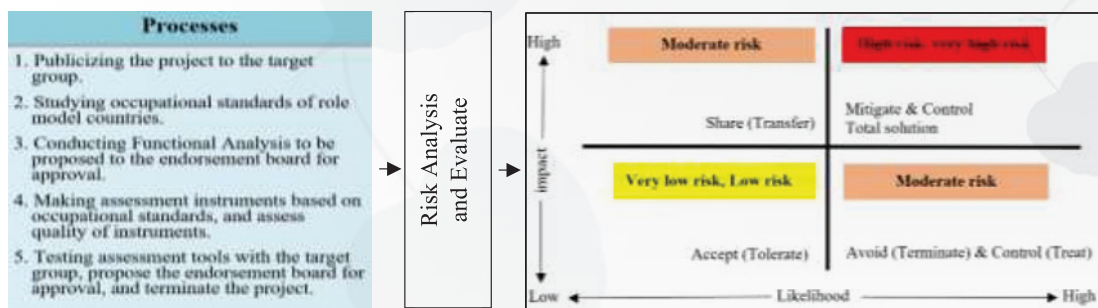 Processes
1. Publicizing the project to the target
group.
2. Studying occupational standards of role
model countries.
3. Conducting Functional Analysis to be
proposed to the endorsement board for
approval.
4. Making assessment instruments based on
occupational standards, and assess
quality of instruments.
5. Testing assessment tools with the target
group, propose the endorsement board for
approval, and terminate the project.
Risk Analysis
and Evaluate
High
impact
Low
Moderate risk
High risk, very high risk
Share (Transfer)
Mitigate & Control
Total solution
Very low risk, Low risk
Moderate risk
Accept (Tolerate)
Avoid (Terminate) & Control (Treat)
Likelihood
High